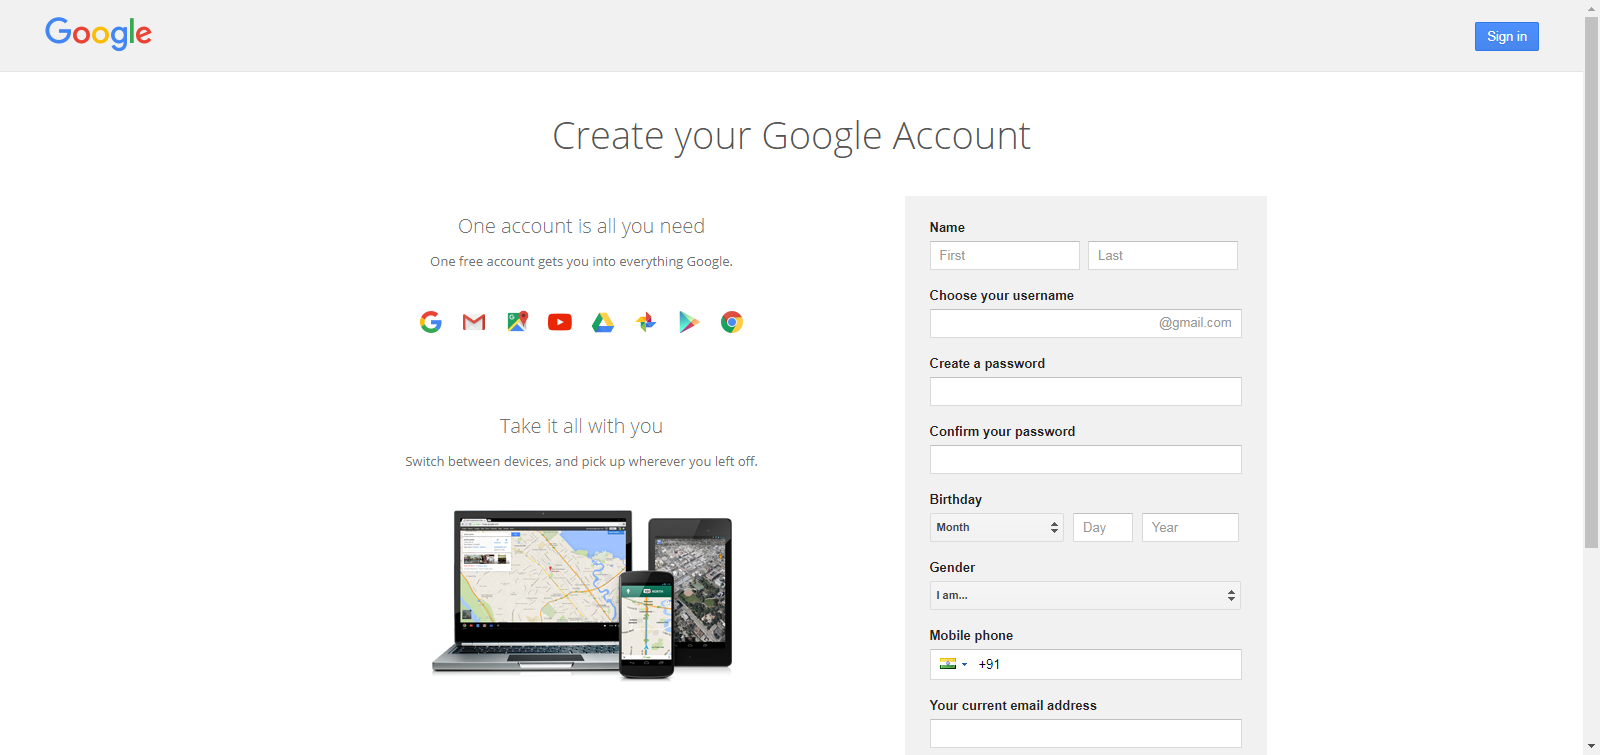 Google
Sign in
Create your Google Account
One account is all you need
One free account gets you into everything Google.
Take it all with you
Switch between devices, and pick up wherever you left off.
Name
First Last
Choose your username
@gmail.com
Create a password
Confirm your password
Birthday
Month Day Year
Gender
I am...
Mobile phone
+91
Your current email address